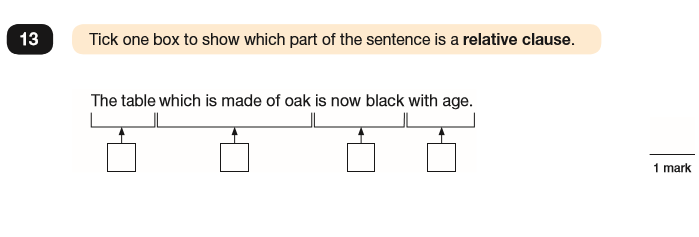 13
Tick one box to show which part of the sentence is a relative clause.
The table which is made of oak is now black with age.
1 mark